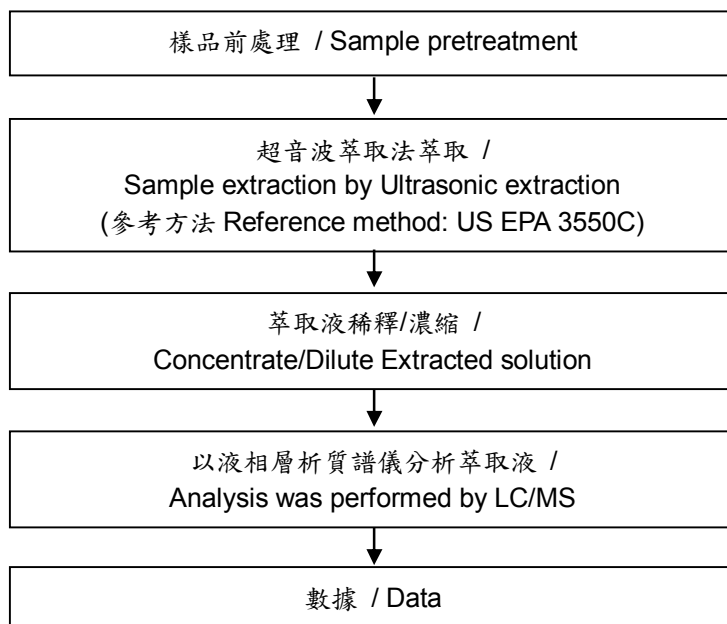 樣品前處理 / Sample pretreatment
超音波萃取法萃取 /
Sample extraction by Ultrasonic extraction
(參考方法 Reference method: US EPA 3550C)
萃取液稀釋/濃縮 /
Concentrate/Dilute Extracted solution
以液相層析質譜儀分析萃取液 /
Analysis was performed by LC/MS
數據 / Data